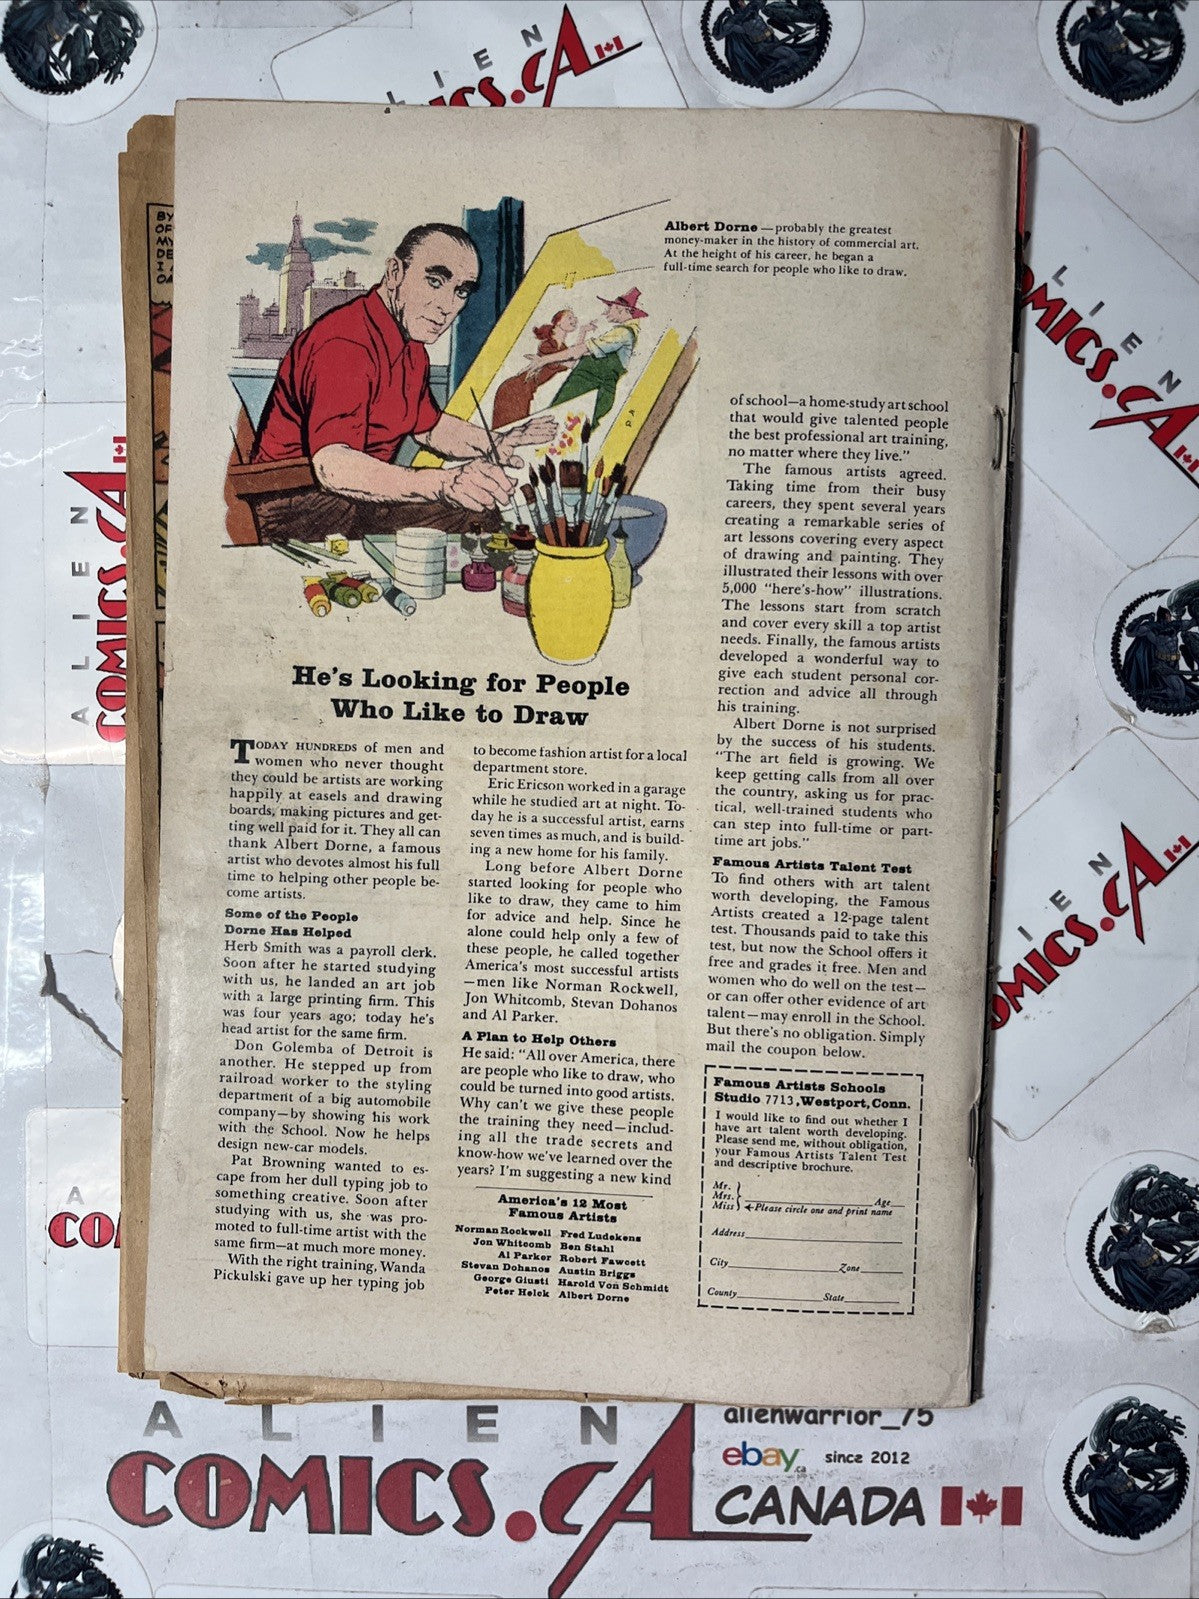 ALIEN
COMICS.CA
BY
OF
MY
DE
Albert Dorne — probably the greatest
money-maker in the history of commercial art.
At the height of his career, he began a
full-time search for people who like to draw.
He's Looking for People
Who Like to Draw
TODAY HUNDREDS of men and
women who never thought
they could be artists are working
happily at easels and drawing
boards, making pictures and get-
ting well paid for it. They all can
thank Albert Dorne, a famous
artist who devotes almost his full
time to helping other people be-
come artists.
Some of the People
Dorne Has Helped
Herb Smith was a payroll clerk.
Soon after he started studying
with us, he landed an art job
with a large printing firm. This
was four years ago; today he's
head artist for the same firm.
Don Golemba of Detroit is
another. He stepped up from
railroad worker to the styling
department of a big automobile
company—by showing his work
with the School. Now he helps
design new-car models.
Pat Browning wanted to es-
cape from her dull typing job to
something creative. Soon after
studying with us, she was pro-
moted to full-time artist with the
same firm—at much more money.
With the right training, Wanda
Pickulski gave up her typing job
to become fashion artist for a local
department store.
Eric Ericson worked in a garage
while he studied art at night. To-
day he is a successful artist, earns
seven times as much, and is build-
ing a new home for his family.
Long before Albert Dorne
started looking for people who
like to draw, they came to him
for advice and help. Since he
alone could help only a few of
these people, he called together
America's most successful artists
—men like Norman Rockwell,
Jon Whitcomb, Stevan Dohanos
and Al Parker.
A Plan to Help Others
He said: "All over America, there
are people who like to draw, who
could be turned into good artists.
Why can't we give these people
the training they need—includ-
ing all the trade secrets and
know-how we've learned over the
years? I'm suggesting a new kind
America's 12 Most
Famous Artists
Norman Rockwell Fred Ludekens
Jon Whitcomb Ben Stahl
Al Parker Robert Fawcett
Stevan Dohanos Austin Briggs
George Giusti Harold Von Schmidt
Peter Helck Albert Dorne
of school—a home-study art school
that would give talented people
the best professional art training,
no matter where they live."
The famous artists agreed.
Taking time from their busy
careers, they spent several years
creating a remarkable series of
art lessons covering every aspect
of drawing and painting. They
illustrated their lessons with over
5,000 "here's-how" illustrations.
The lessons start from scratch
and cover every skill a top artist
needs. Finally, the famous artists
developed a wonderful way to
give each student personal cor-
rection and advice all through
his training.
Albert Dorne is not surprised
by the success of his students.
"The art field is growing. We
keep getting calls from all over
the country, asking us for prac-
tical, well-trained students who
can step into full-time or part-
time art jobs."
Famous Artists Talent Test
To find others with art talent
worth developing, the Famous
Artists created a 12-page talent
test. Thousands paid to take this
test, but now the School offers it
free and grades it free. Men and
women who do well on the test—
or can offer other evidence of art
talent—may enroll in the School.
But there's no obligation. Simply
mail the coupon below.
Famous Artists Schools
Studio 7713, Westport, Conn.
I would like to find out whether I
have art talent worth developing.
Please send me, without obligation,
your Famous Artists Talent Test
and descriptive brochure.
Mr.
Mrs. Age
Miss Please circle one and print name
Address
City Zone
County State
ALIEN
COMICS.CA
ALIEN
COMICS.CA
ALIEN
COMICS.CA
A
CO
ALIEN
COMICS.CA
alienwarrior_75
ebay.ca since 2012
CANADA